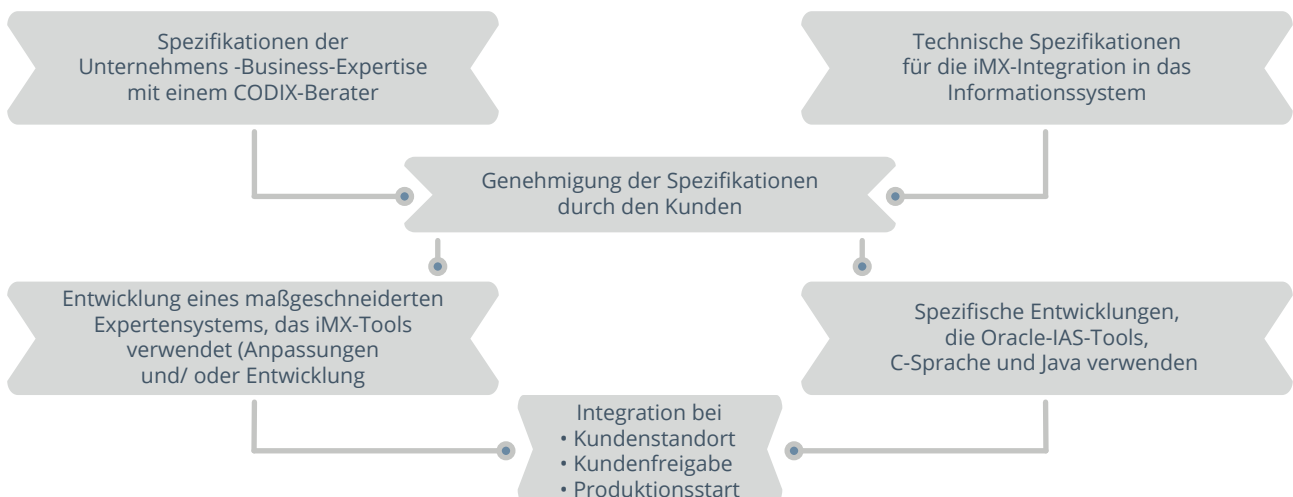 Spezifikationen der
Unternehmens -Business-Expertise
mit einem CODIX-Berater
Technische Spezifikationen
für die iMX-Integration in das
Informationssystem
Genehmigung der Spezifikationen
durch den Kunden
Entwicklung eines maßgeschneiderten
Expertensystems, das iMX-Tools
verwendet (Anpassungen
und/ oder Entwicklung
Spezifische Entwicklungen,
die Oracle-IAS-Tools,
C-Sprache und Java verwenden
Integration bei
• Kundenstandort
• Kundenfreigabe
• Produktionsstart